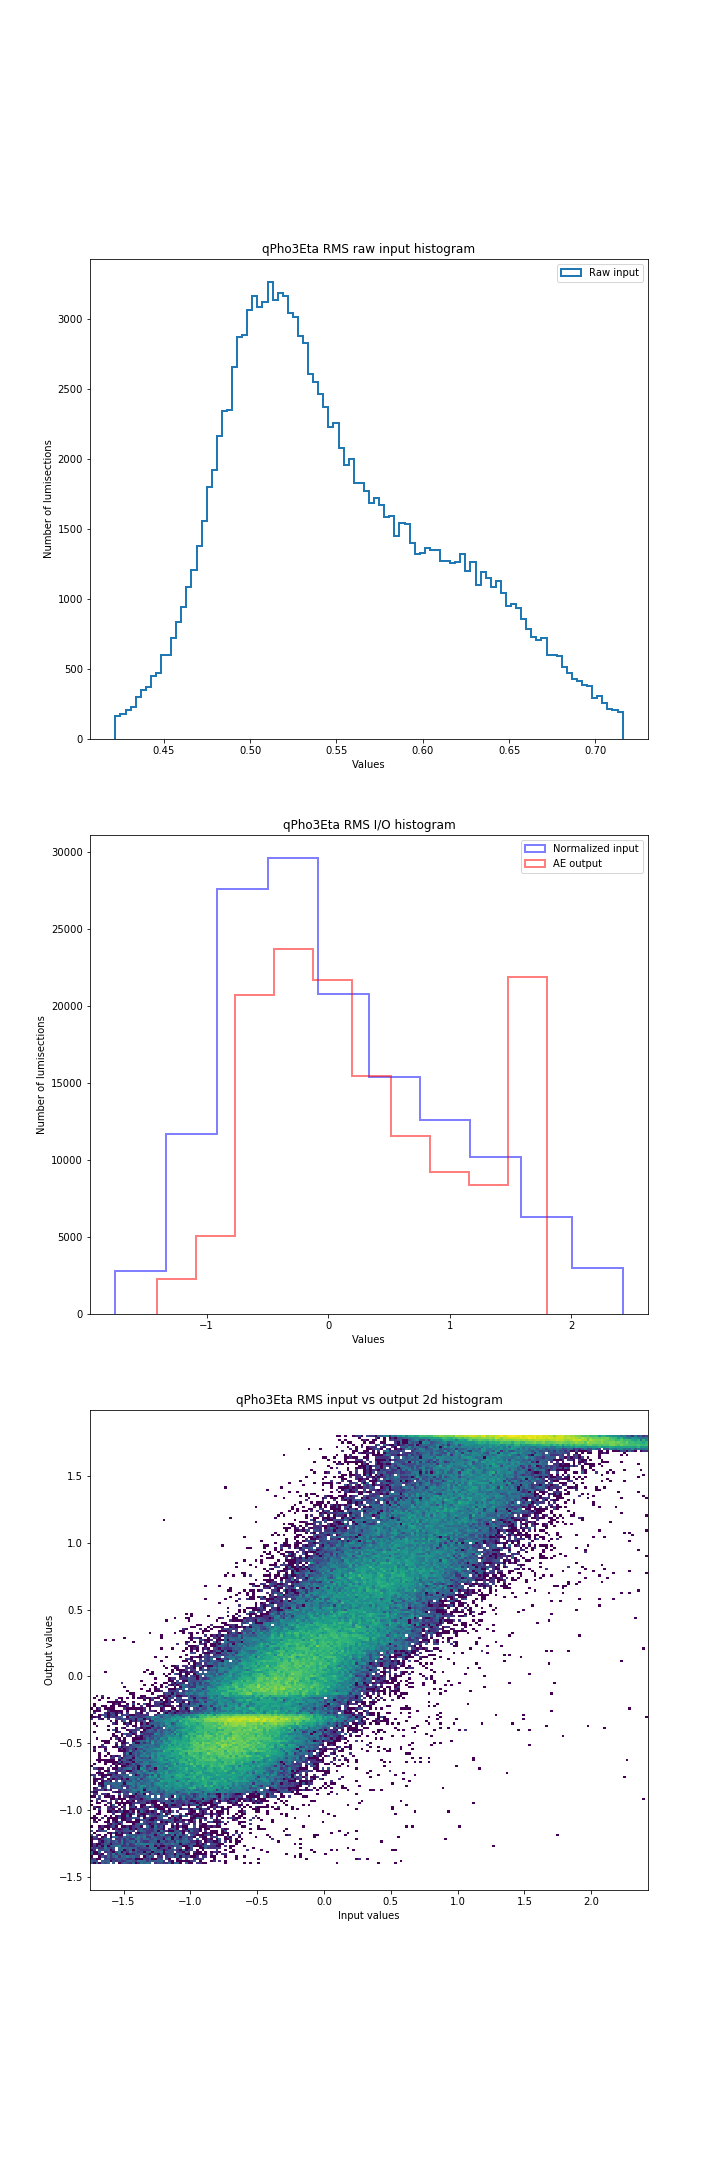 qPho3Eta RMS raw input histogram
Raw input
3000
2500
2000
1500
1000
500
0
Number of lumisections
0.45 0.50 0.55 0.60 0.65 0.70
Values
qPho3Eta RMS I/O histogram
Normalized input
AE output
30000
25000
20000
15000
10000
5000
0
Number of lumisections
−1 0 1 2
Values
qPho3Eta RMS input vs output 2d histogram
1.5
1.0
0.5
0.0
−0.5
−1.0
−1.5
Output values
−1.5 −1.0 −0.5 0.0 0.5 1.0 1.5 2.0
Input values